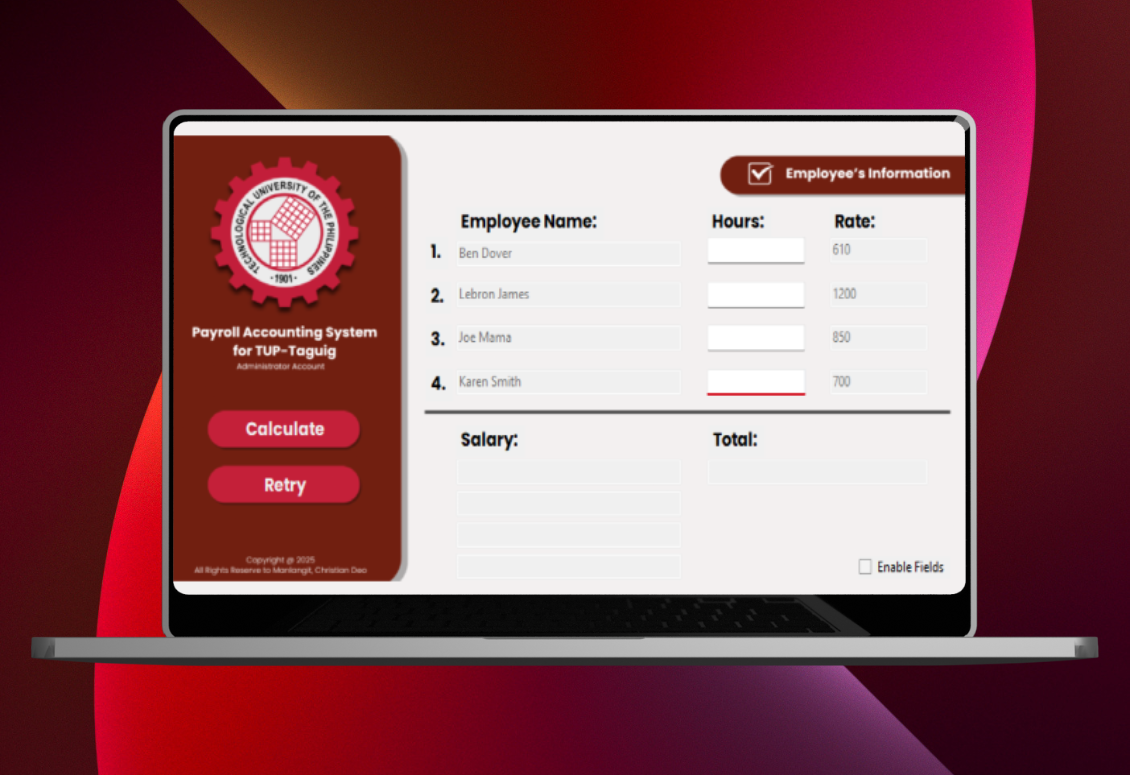 TECHNOLOGICAL UNIVERSITY OF THE PHILIPPINES
·1901·
Payroll Accounting System
for TUP-Taguig
Administrator Account
Calculate
Retry
Copyright @ 2025
All Rights Reserve to Manlangit, Christian Deo
Employee's Information
Employee Name: Hours: Rate:
1. Ben Dover 610
2. Lebron James 1200
3. Joe Mama 850
4. Karen Smith 700
Salary: Total:
Enable Fields